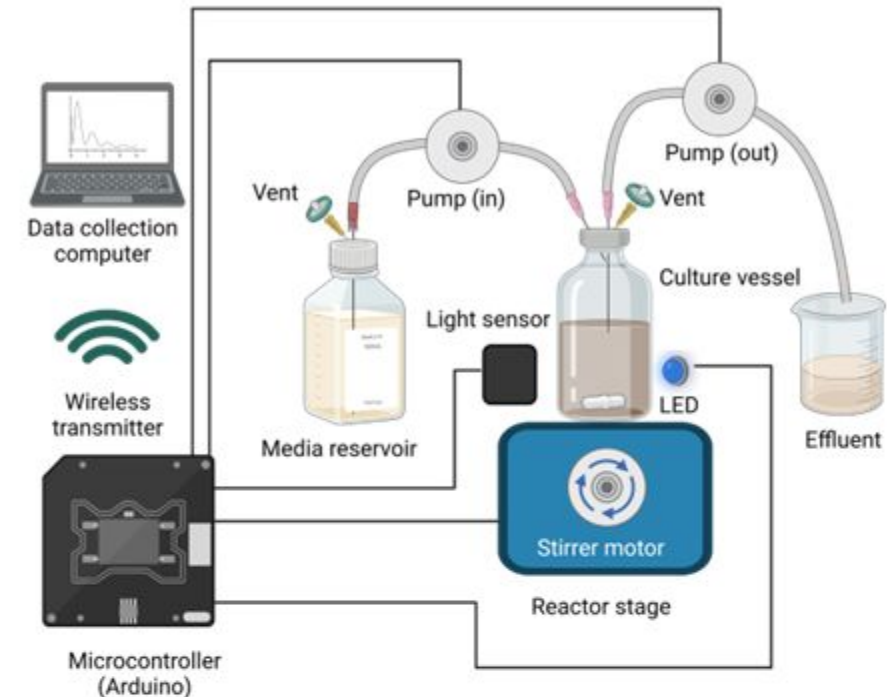 Data collection
computer
Wireless
transmitter
Microcontroller
(Arduino)
Vent
Pump (in)
Media reservoir
Pump (out)
Vent
Culture vessel
Light sensor
LED
Effluent
Stirrer motor
Reactor stage